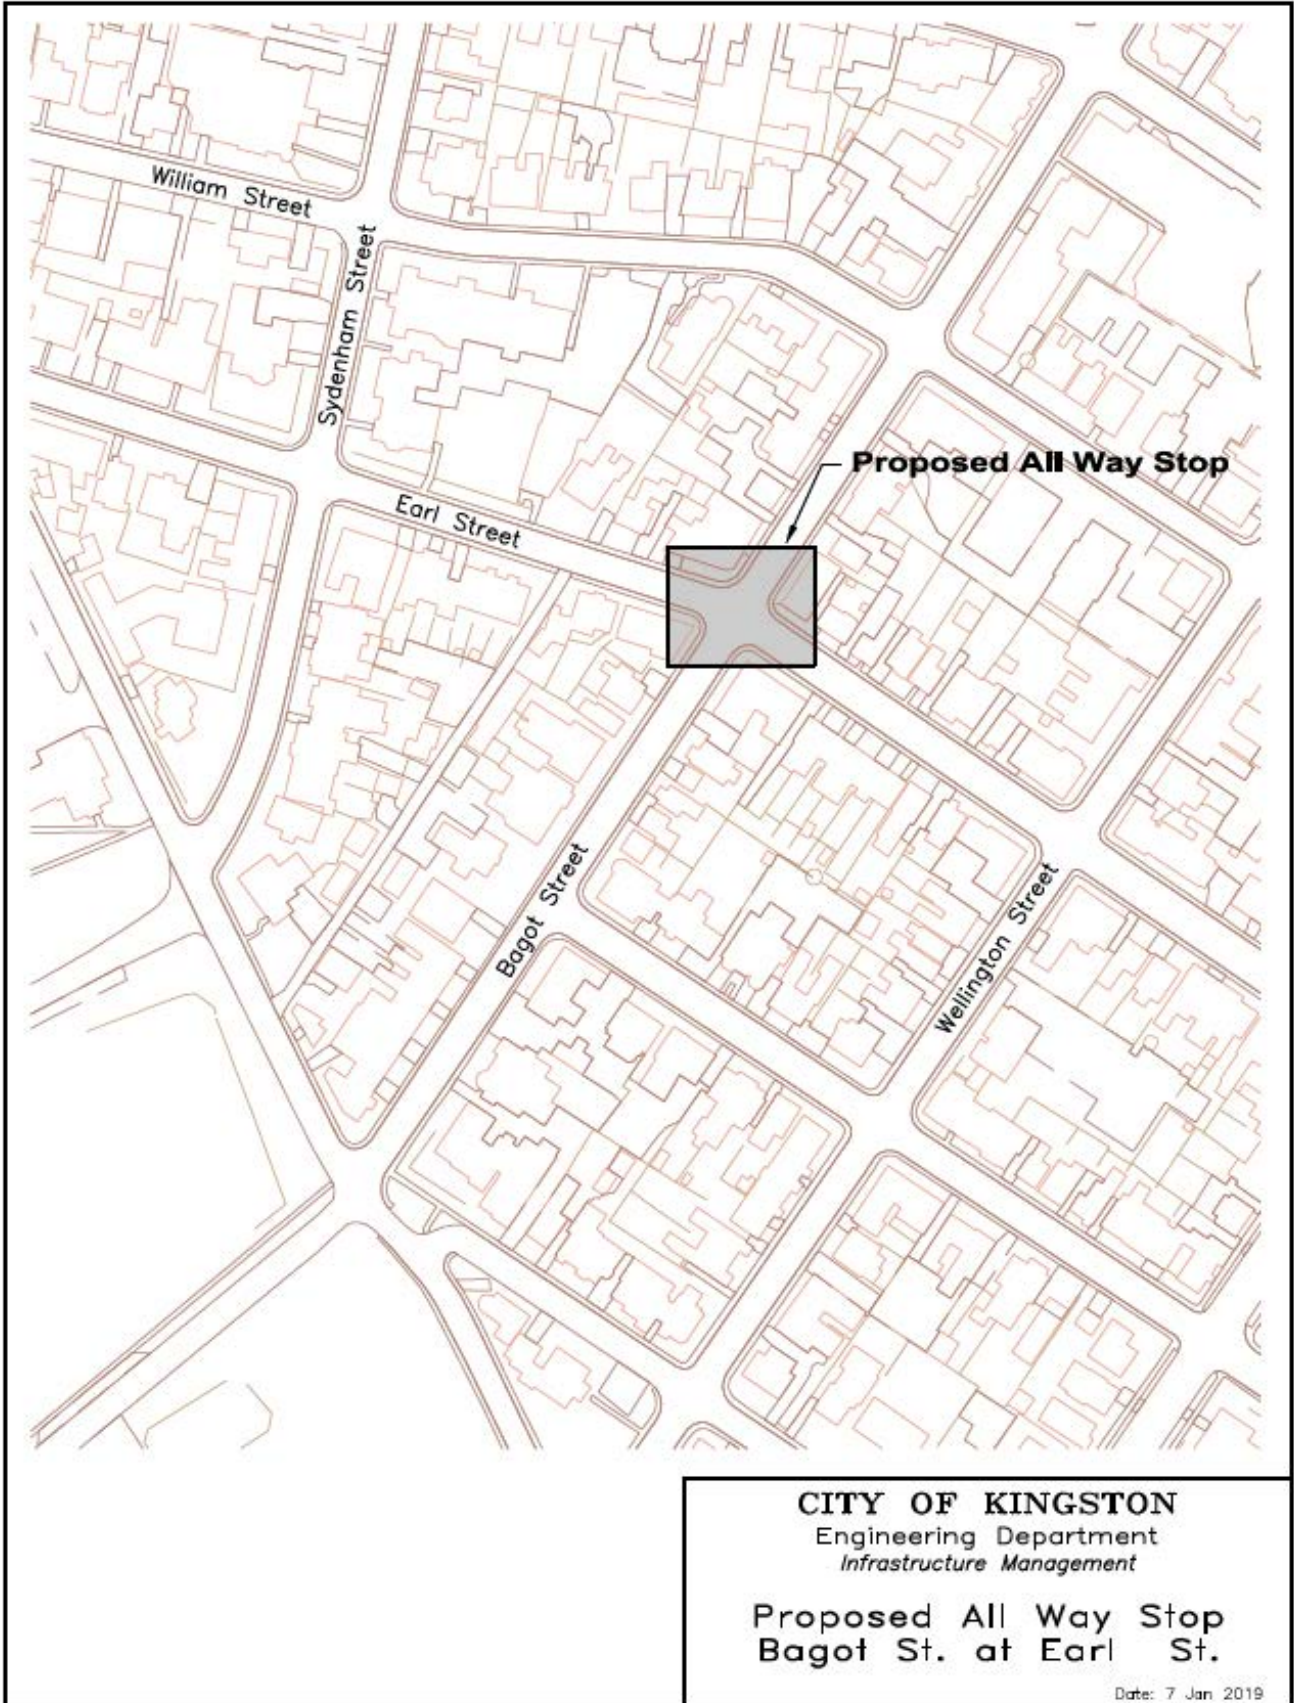 William Street
Sydenham Street
Proposed All Way Stop
Earl Street
Bagot Street
Wellington Street
CITY OF KINGSTON
Engineering Department
Infrastructure Management
Proposed All Way Stop
Bagot St. at Earl St.
Date: 7 Jan 2019